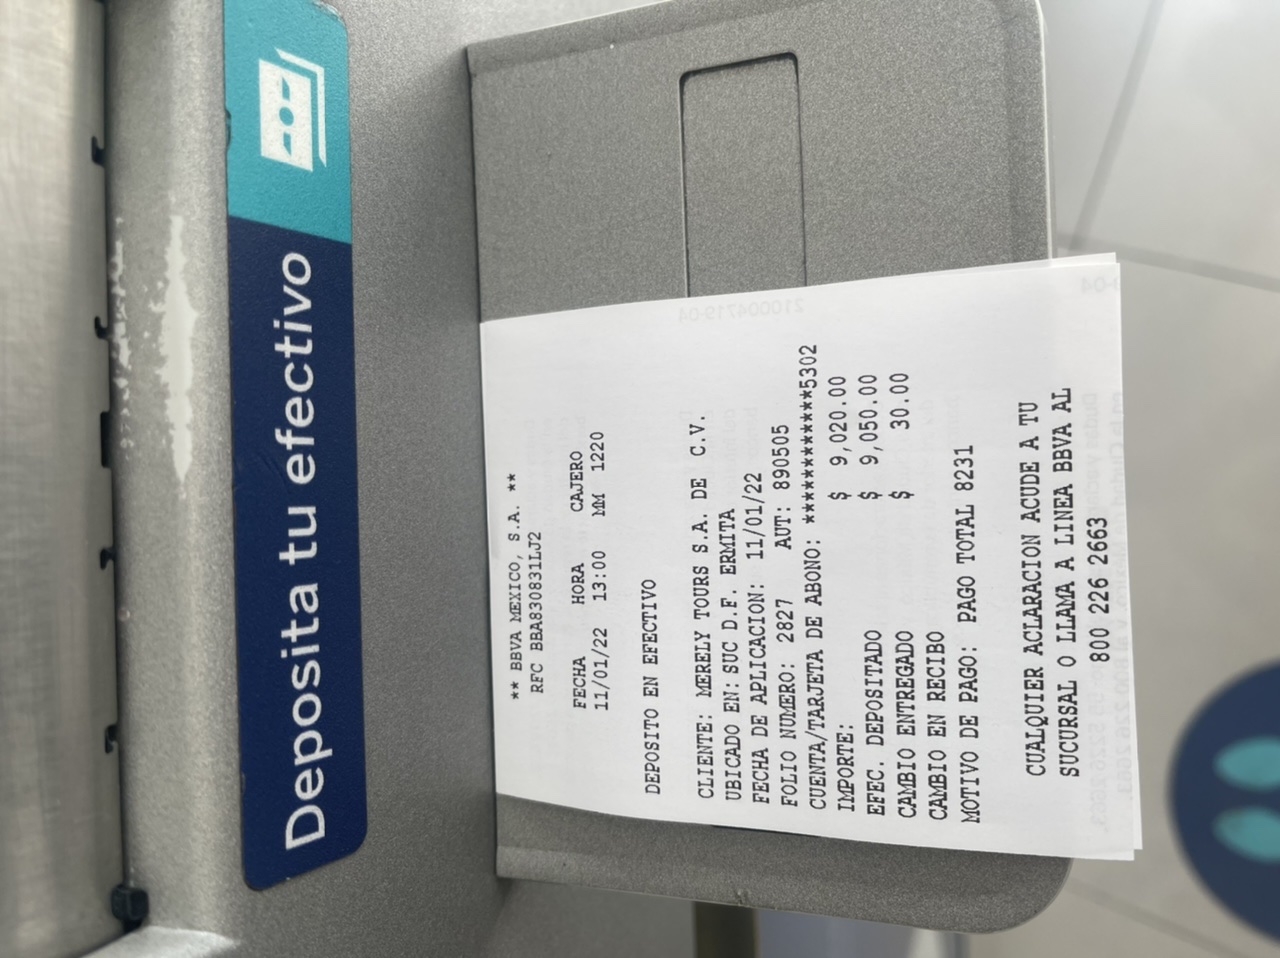 Deposita tu efectivo
** BBVA MEXICO, S.A. **
RFC BBA830831LJ2
FECHA HORA CAJERO
11/01/22 13:00 MM 1220
DEPOSITO EN EFECTIVO
CLIENTE: MERELY TOURS S.A. DE C.V.
UBICADO EN: SUC D.F. ERMITA
FECHA DE APLICACION: 11/01/22
FOLIO NUMERO: 2827 AUT: 890505
CUENTA/TARJETA DE ABONO: **************5302
IMPORTE: $ 9,020.00
EFEC. DEPOSITADO $ 9,050.00
CAMBIO ENTREGADO $ 30.00
CAMBIO EN RECIBO
MOTIVO DE PAGO: PAGO TOTAL 8231
CUALQUIER ACLARACION ACUDE A TU
SUCURSAL O LLAMA A LINEA BBVA AL
800 226 2663
210004719-04